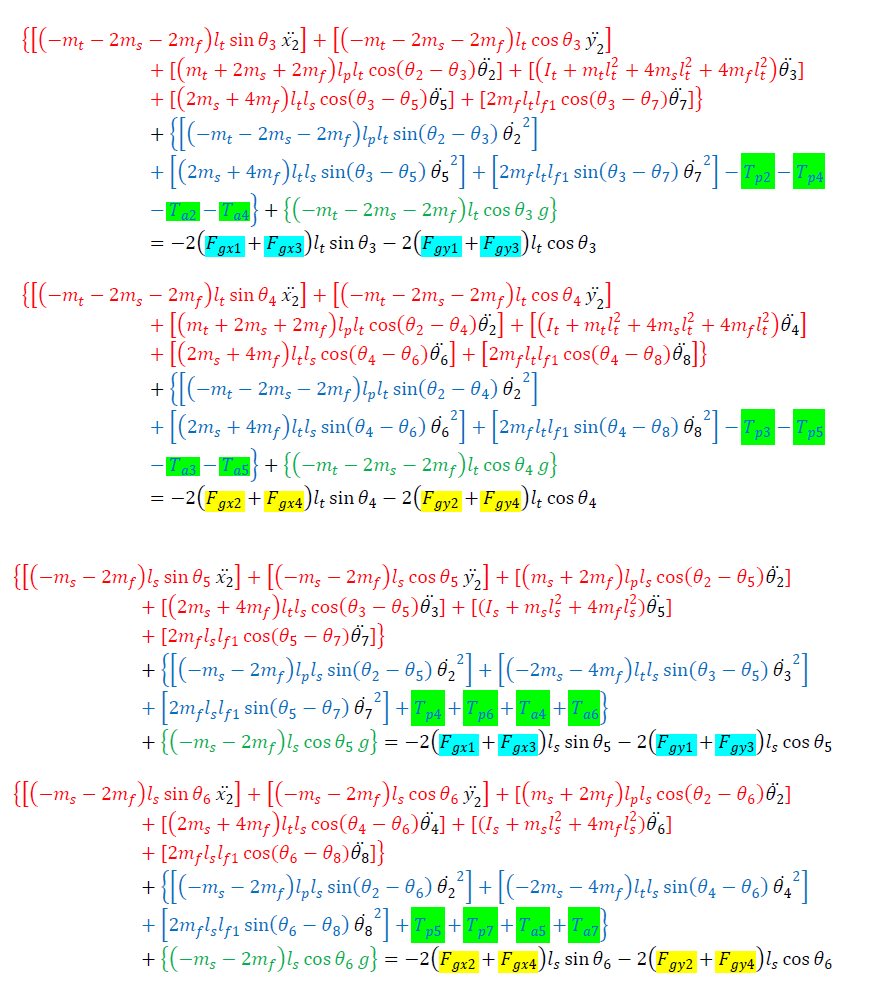 {[(−m_t − 2m_s − 2m_f)l_t sin θ_3 ẍ_2] + [(−m_t − 2m_s − 2m_f)l_t cos θ_3 ÿ_2]
+ [(m_t + 2m_s + 2m_f)l_p l_t cos(θ_2 − θ_3)θ̈_2] + [(I_t + m_t l_t^2 + 4m_s l_t^2 + 4m_f l_t^2)θ̈_3]
+ [(2m_s + 4m_f)l_t l_s cos(θ_3 − θ_5)θ̈_5] + [2m_f l_t l_f1 cos(θ_3 − θ_7)θ̈_7]}
+ {[(−m_t − 2m_s − 2m_f)l_p l_t sin(θ_2 − θ_3) θ̇_2^2]
+ [(2m_s + 4m_f)l_t l_s sin(θ_3 − θ_5) θ̇_5^2] + [2m_f l_t l_f1 sin(θ_3 − θ_7) θ̇_7^2] − T_p2 − T_p4
− T_a2 − T_a4} + {(−m_t − 2m_s − 2m_f)l_t cos θ_3 g}
= −2(F_gx1 + F_gx3)l_t sin θ_3 − 2(F_gy1 + F_gy3)l_t cos θ_3
{[(−m_t − 2m_s − 2m_f)l_t sin θ_4 ẍ_2] + [(−m_t − 2m_s − 2m_f)l_t cos θ_4 ÿ_2]
+ [(m_t + 2m_s + 2m_f)l_p l_t cos(θ_2 − θ_4)θ̈_2] + [(I_t + m_t l_t^2 + 4m_s l_t^2 + 4m_f l_t^2)θ̈_4]
+ [(2m_s + 4m_f)l_t l_s cos(θ_4 − θ_6)θ̈_6] + [2m_f l_t l_f1 cos(θ_4 − θ_8)θ̈_8]}
+ {[(−m_t − 2m_s − 2m_f)l_p l_t sin(θ_2 − θ_4) θ̇_2^2]
+ [(2m_s + 4m_f)l_t l_s sin(θ_4 − θ_6) θ̇_6^2] + [2m_f l_t l_f1 sin(θ_4 − θ_8) θ̇_8^2] − T_p3 − T_p5
− T_a3 − T_a5} + {(−m_t − 2m_s − 2m_f)l_t cos θ_4 g}
= −2(F_gx2 + F_gx4)l_t sin θ_4 − 2(F_gy2 + F_gy4)l_t cos θ_4
{[(−m_s − 2m_f)l_s sin θ_5 ẍ_2] + [(−m_s − 2m_f)l_s cos θ_5 ÿ_2] + [(m_s + 2m_f)l_p l_s cos(θ_2 − θ_5)θ̈_2]
+ [(2m_s + 4m_f)l_t l_s cos(θ_3 − θ_5)θ̈_3] + [(I_s + m_s l_s^2 + 4m_f l_s^2)θ̈_5]
+ [2m_f l_s l_f1 cos(θ_5 − θ_7)θ̈_7]}
+ {[(−m_s − 2m_f)l_p l_s sin(θ_2 − θ_5) θ̇_2^2] + [(−2m_s − 4m_f)l_t l_s sin(θ_3 − θ_5) θ̇_3^2]
+ [2m_f l_s l_f1 sin(θ_5 − θ_7) θ̇_7^2] + T_p4 + T_p6 + T_a4 + T_a6}
+ {(−m_s − 2m_f)l_s cos θ_5 g} = −2(F_gx1 + F_gx3)l_s sin θ_5 − 2(F_gy1 + F_gy3)l_s cos θ_5
{[(−m_s − 2m_f)l_s sin θ_6 ẍ_2] + [(−m_s − 2m_f)l_s cos θ_6 ÿ_2] + [(m_s + 2m_f)l_p l_s cos(θ_2 − θ_6)θ̈_2]
+ [(2m_s + 4m_f)l_t l_s cos(θ_4 − θ_6)θ̈_4] + [(I_s + m_s l_s^2 + 4m_f l_s^2)θ̈_6]
+ [2m_f l_s l_f1 cos(θ_6 − θ_8)θ̈_8]}
+ {[(−m_s − 2m_f)l_p l_s sin(θ_2 − θ_6) θ̇_2^2] + [(−2m_s − 4m_f)l_t l_s sin(θ_4 − θ_6) θ̇_4^2]
+ [2m_f l_s l_f1 sin(θ_6 − θ_8) θ̇_8^2] + T_p5 + T_p7 + T_a5 + T_a7}
+ {(−m_s − 2m_f)l_s cos θ_6 g} = −2(F_gx2 + F_gx4)l_s sin θ_6 − 2(F_gy2 + F_gy4)l_s cos θ_6